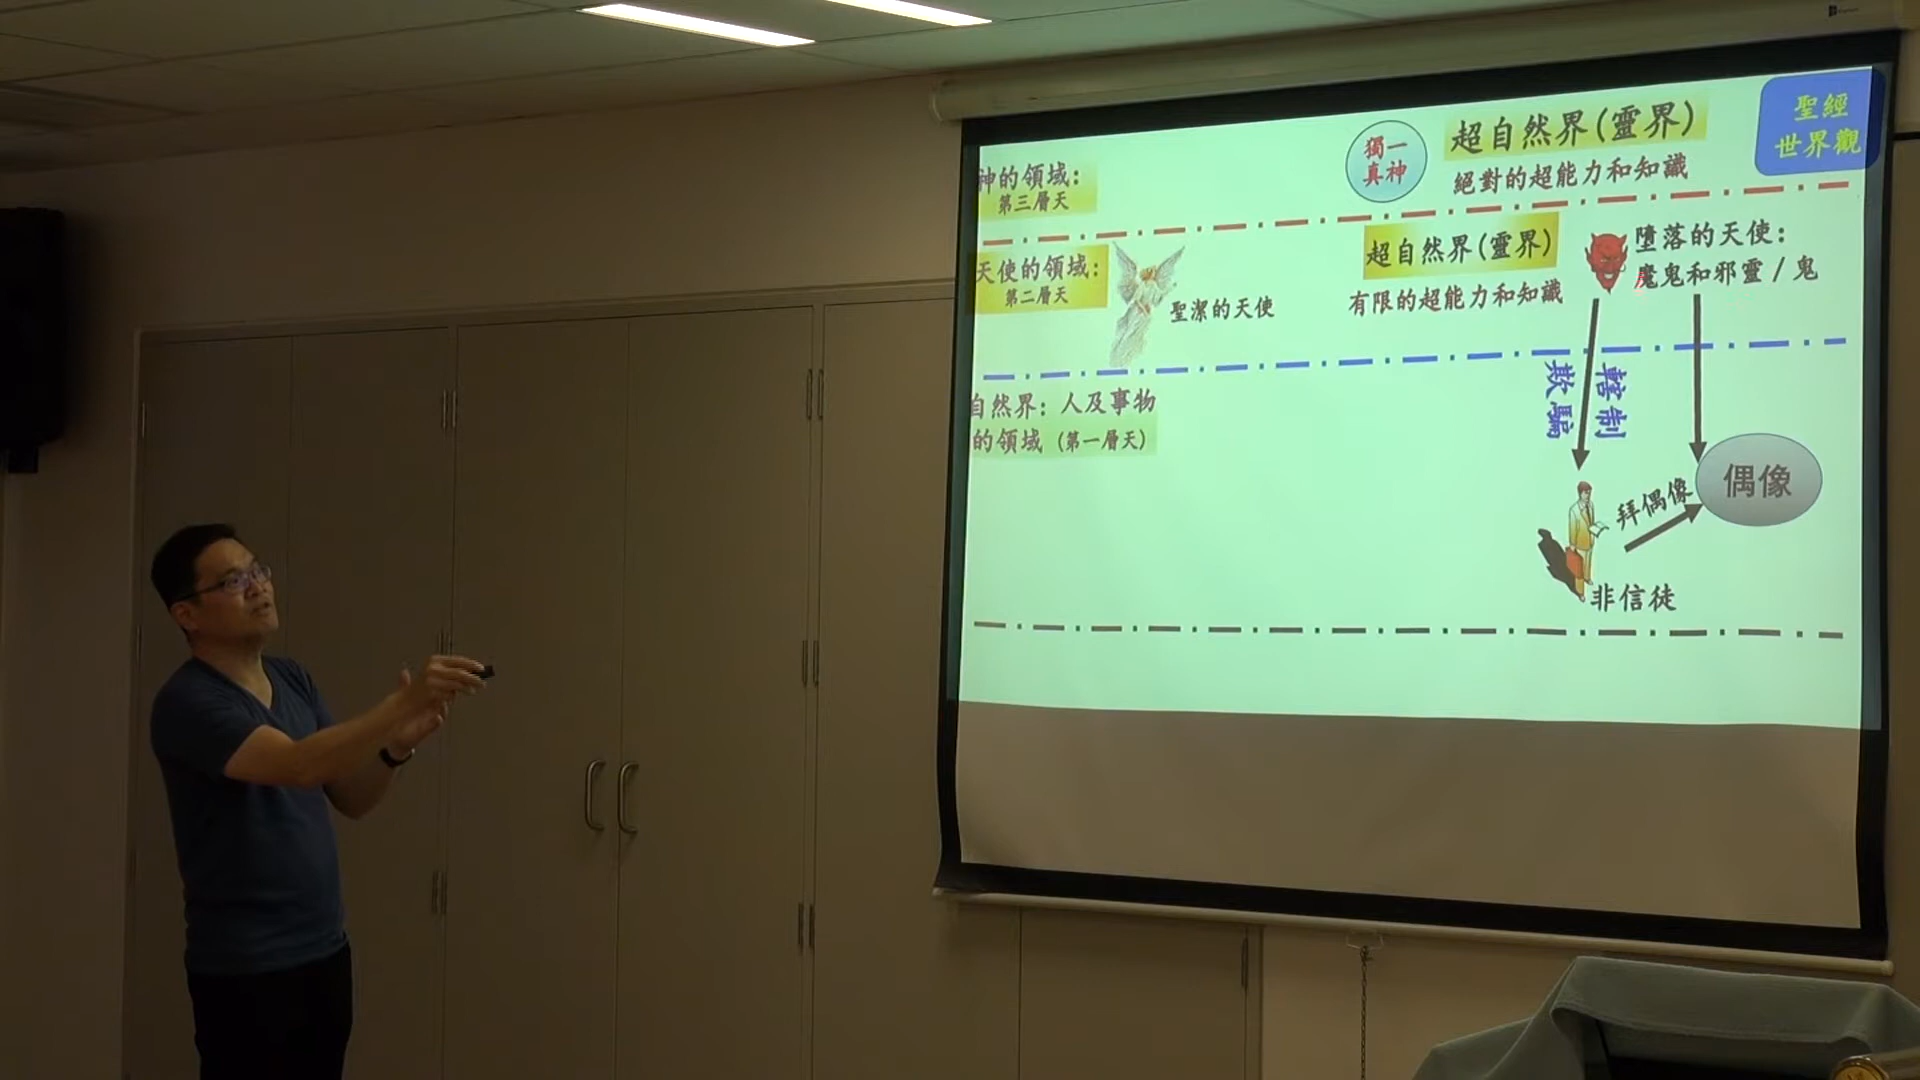 聖經
世界觀
獨一
真神
超自然界(靈界)
絕對的超能力和知識
神的領域:
第三層天
天使的領域:
第二層天
聖潔的天使
超自然界(靈界)
有限的超能力和知識
墮落的天使:
魔鬼和邪靈/鬼
自然界: 人及事物
的領域 (第一層天)
欺騙
轄制
拜偶像
偶像
非信徒